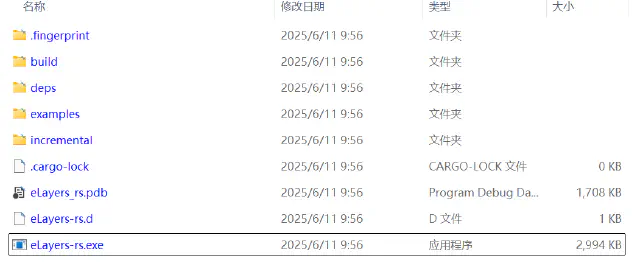 名称 修改日期 类型 大小
.fingerprint 2025/6/11 9:56 文件夹
build 2025/6/11 9:56 文件夹
deps 2025/6/11 9:56 文件夹
examples 2025/6/11 9:56 文件夹
incremental 2025/6/11 9:56 文件夹
.cargo-lock 2025/6/11 9:56 CARGO-LOCK 文件 0 KB
eLayers_rs.pdb 2025/6/11 9:56 Program Debug Da... 1,708 KB
eLayers-rs.d 2025/6/11 9:56 D 文件 1 KB
eLayers-rs.exe 2025/6/11 9:56 应用程序 2,994 KB